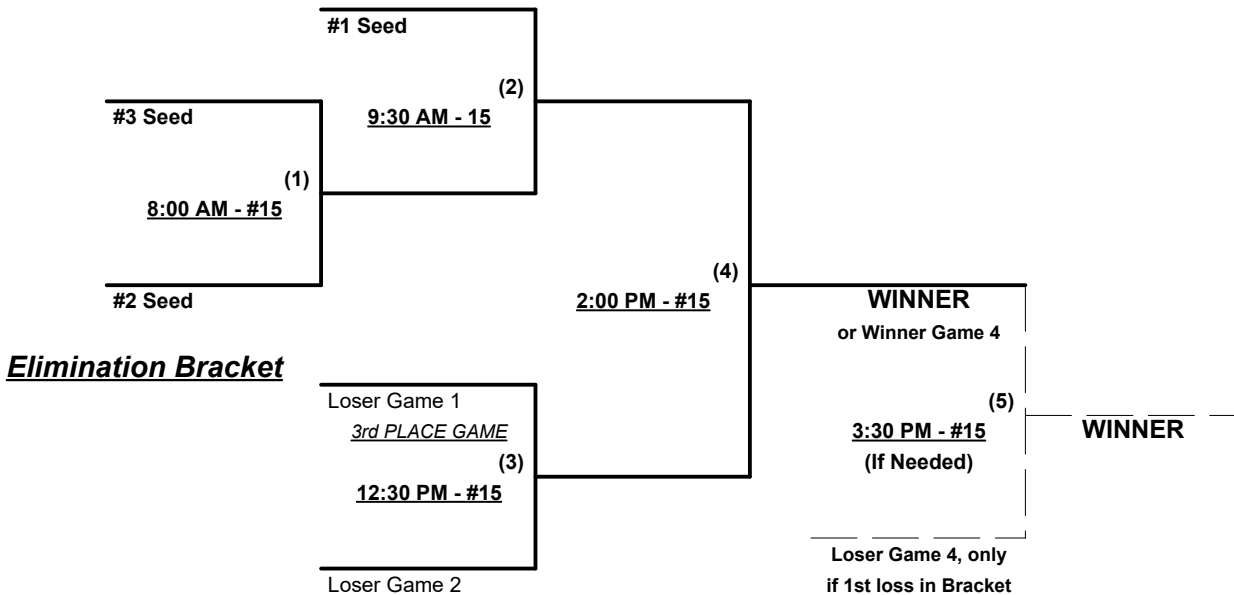 #1 Seed
(2)
9:30 AM - 15
#3 Seed
(1)
8:00 AM - #15
#2 Seed
(4)
2:00 PM - #15
WINNER
or Winner Game 4
Elimination Bracket
Loser Game 1
3rd PLACE GAME
(3)
12:30 PM - #15
Loser Game 2
(5)
3:30 PM - #15
(If Needed)
WINNER
Loser Game 4, only
if 1st loss in Bracket